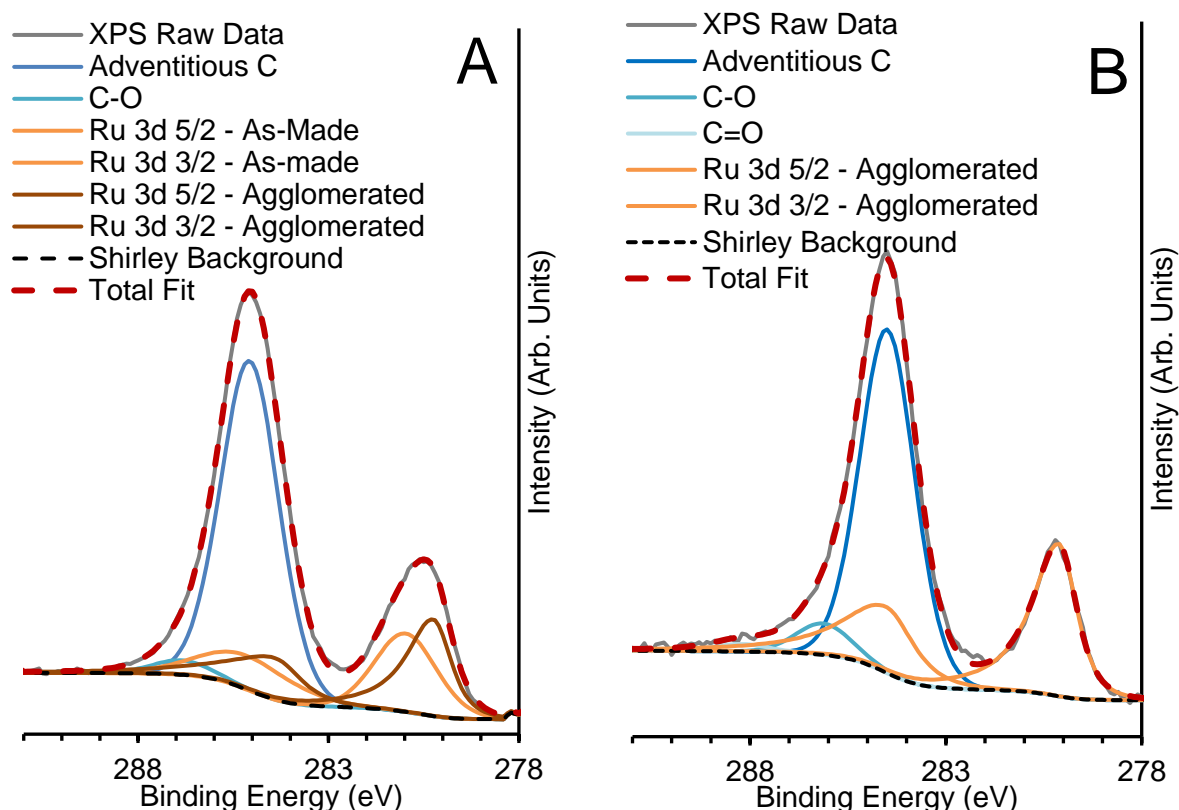 XPS Raw Data
Adventitious C
C-O
Ru 3d 5/2 - As-Made
Ru 3d 3/2 - As-made
Ru 3d 5/2 - Agglomerated
Ru 3d 3/2 - Agglomerated
Shirley Background
Total Fit
A
Intensity (Arb. Units)
288 283 278
Binding Energy (eV)
XPS Raw Data
Adventitious C
C-O
C=O
Ru 3d 5/2 - Agglomerated
Ru 3d 3/2 - Agglomerated
Shirley Background
Total Fit
B
Intensity (Arb. Units)
288 283 278
Binding Energy (eV)